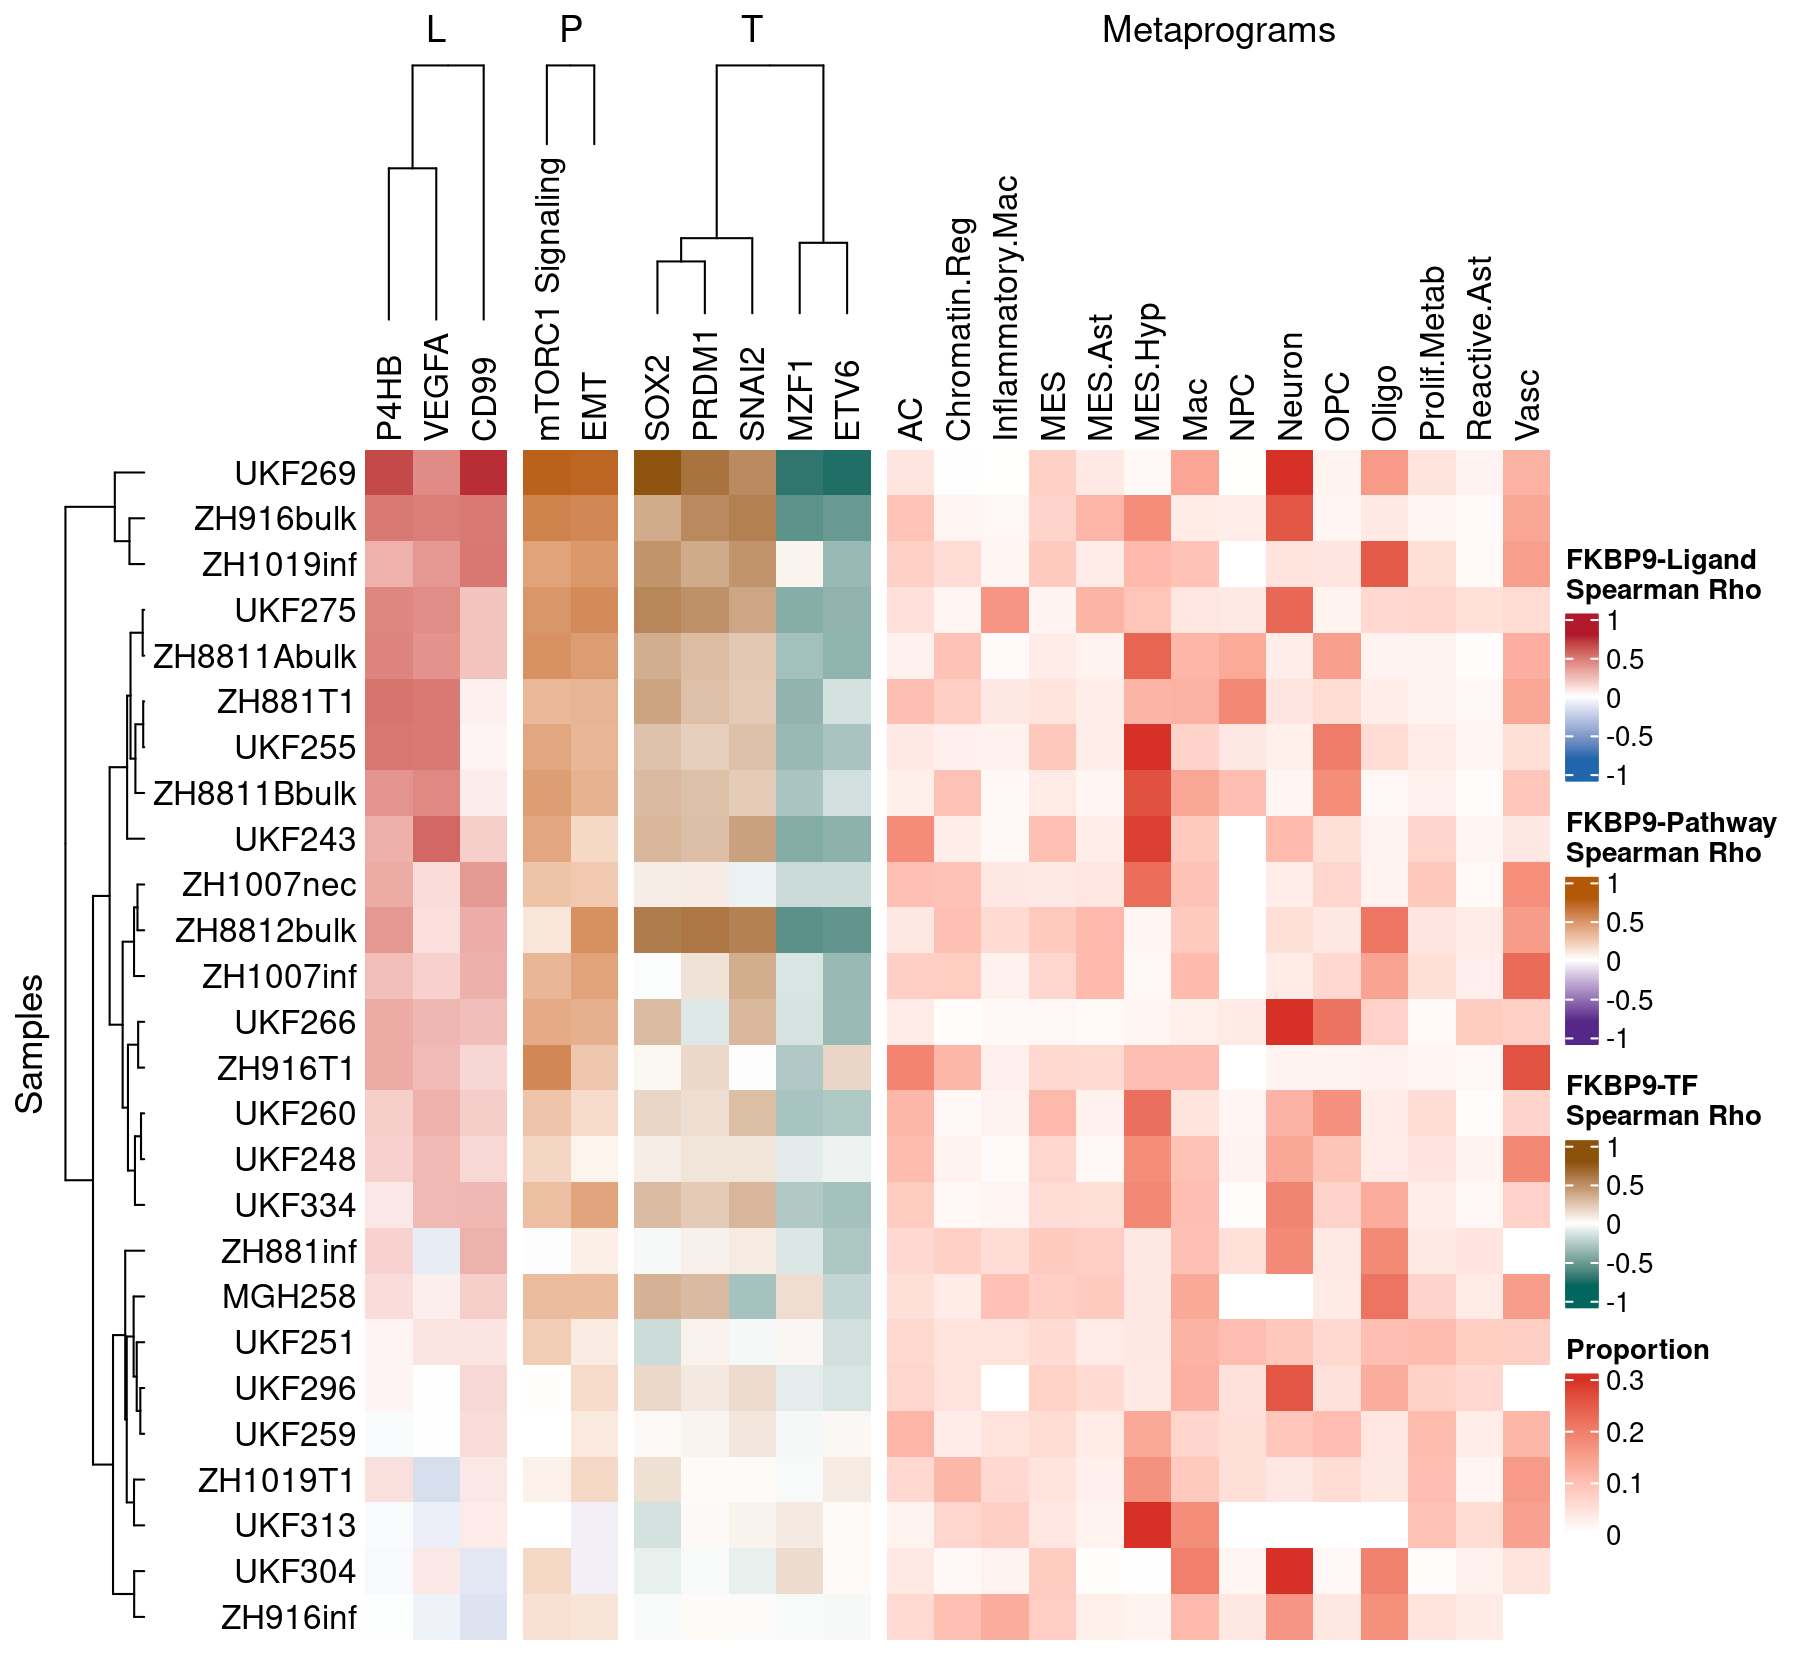 L P T Metaprograms
P4HB VEGFA CD99 mTORC1 Signaling EMT SOX2 PRDM1 SNAI2 MZF1 ETV6 AC Chromatin.Reg Inflammatory.Mac MES MES.Ast MES.Hyp Mac NPC Neuron OPC Oligo Prolif.Metab Reactive.Ast Vasc
Samples
UKF269
ZH916bulk
ZH1019inf
UKF275
ZH8811Abulk
ZH881T1
UKF255
ZH8811Bbulk
UKF243
ZH1007nec
ZH8812bulk
ZH1007inf
UKF266
ZH916T1
UKF260
UKF248
UKF334
ZH881inf
MGH258
UKF251
UKF296
UKF259
ZH1019T1
UKF313
UKF304
ZH916inf
FKBP9-Ligand
Spearman Rho
1
0.5
0
-0.5
-1
FKBP9-Pathway
Spearman Rho
1
0.5
0
-0.5
-1
FKBP9-TF
Spearman Rho
1
0.5
0
-0.5
-1
Proportion
0.3
0.2
0.1
0